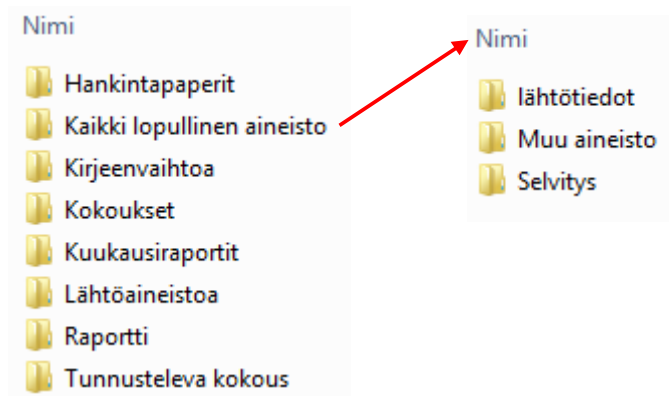 Nimi
Hankintapaperit
Kaikki lopullinen aineisto
Kirjeenvaihtoa
Kokoukset
Kuukausiraportit
Lähtöaineistoa
Raportti
Tunnusteleva kokous
Nimi
lähtötiedot
Muu aineisto
Selvitys